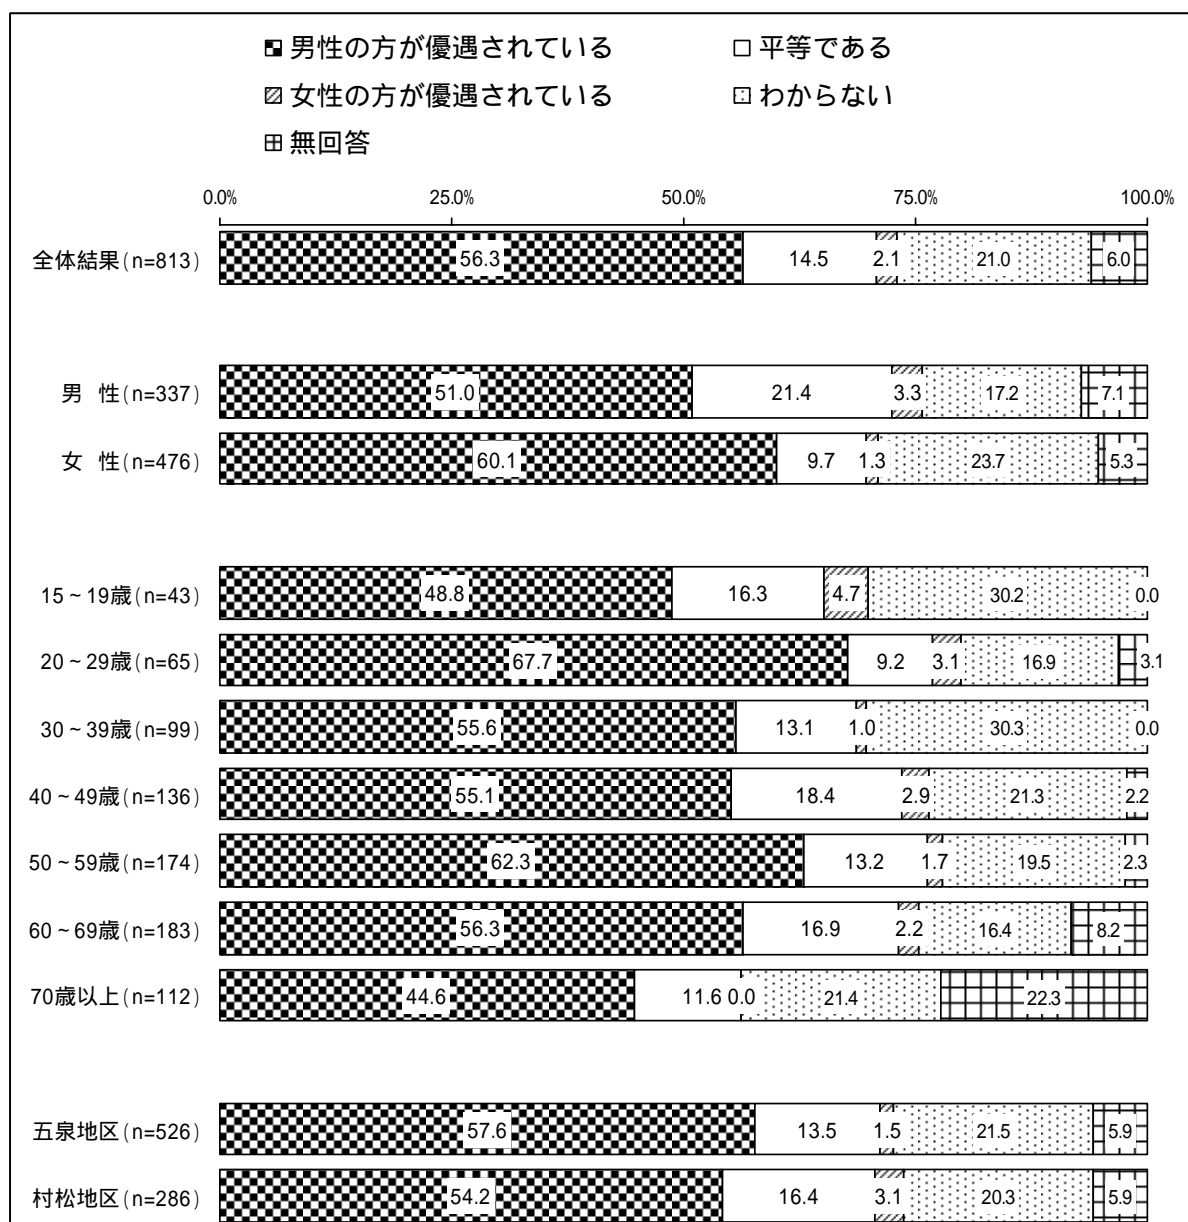 男性の方が優遇されている 平等である
女性の方が優遇されている わからない
無回答
0.0% 25.0% 50.0% 75.0% 100.0%
全体結果(n=813) 56.3 14.5 2.1 21.0 6.0
男 性(n=337) 51.0 21.4 3.3 17.2 7.1
女 性(n=476) 60.1 9.7 1.3 23.7 5.3
15~19歳(n=43) 48.8 16.3 4.7 30.2 0.0
20~29歳(n=65) 67.7 9.2 3.1 16.9 3.1
30~39歳(n=99) 55.6 13.1 1.0 30.3 0.0
40~49歳(n=136) 55.1 18.4 2.9 21.3 2.2
50~59歳(n=174) 62.3 13.2 1.7 19.5 2.3
60~69歳(n=183) 56.3 16.9 2.2 16.4 8.2
70歳以上(n=112) 44.6 11.6 0.0 21.4 22.3
五泉地区(n=526) 57.6 13.5 1.5 21.5 5.9
村松地区(n=286) 54.2 16.4 3.1 20.3 5.9